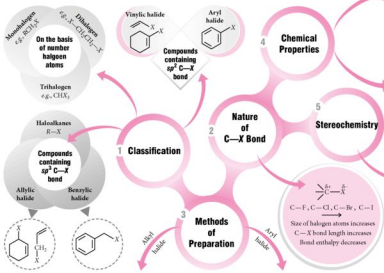 Monohalogen
e.g., RCH₂X
Dihalogen
e.g., X—CH₂CH₂—X
On the basis
of number
halgoen
atoms
Trihalogen
e.g., CHX₃
Vinylic
halide
X
Aryl
halide
X
Compounds
containing
sp² C—X
bond
4
Chemical
Properties
Haloalkanes
R—X
Compounds
containing
sp³ C—X
bond
Allylic
halide
Benzylic
halide
X
CH₂
X
X
1
Classification
2
Nature
of
C—X Bond
5
Stereochemistry
3
Methods
of
Preparation
Alkyl
halide
Aryl
halide
C
δ+
X
δ-
C—F, C—Cl, C—Br, C—I
Size of halogen atoms increases
C—X bond length increases
Bond enthalpy decreases